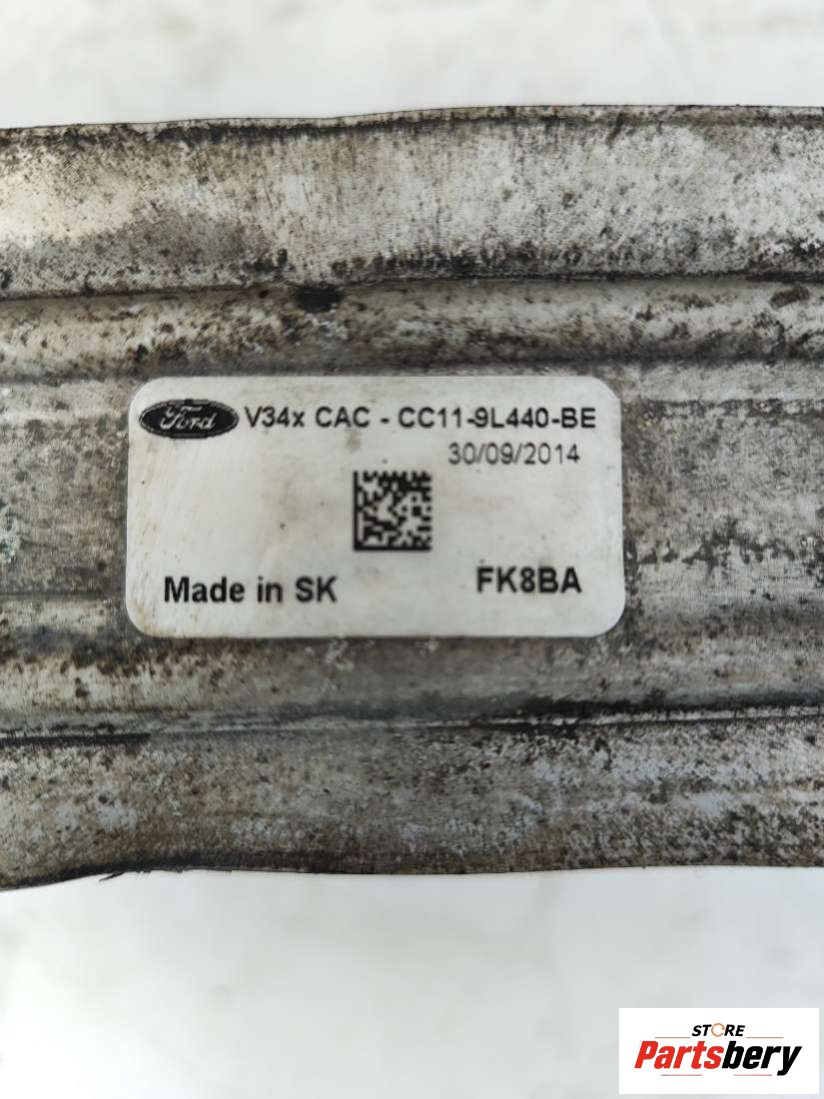 Ford V34x CAC - CC11-9L440-BE
30/09/2014
Made in SK FK8BA
STORE
Partsbery